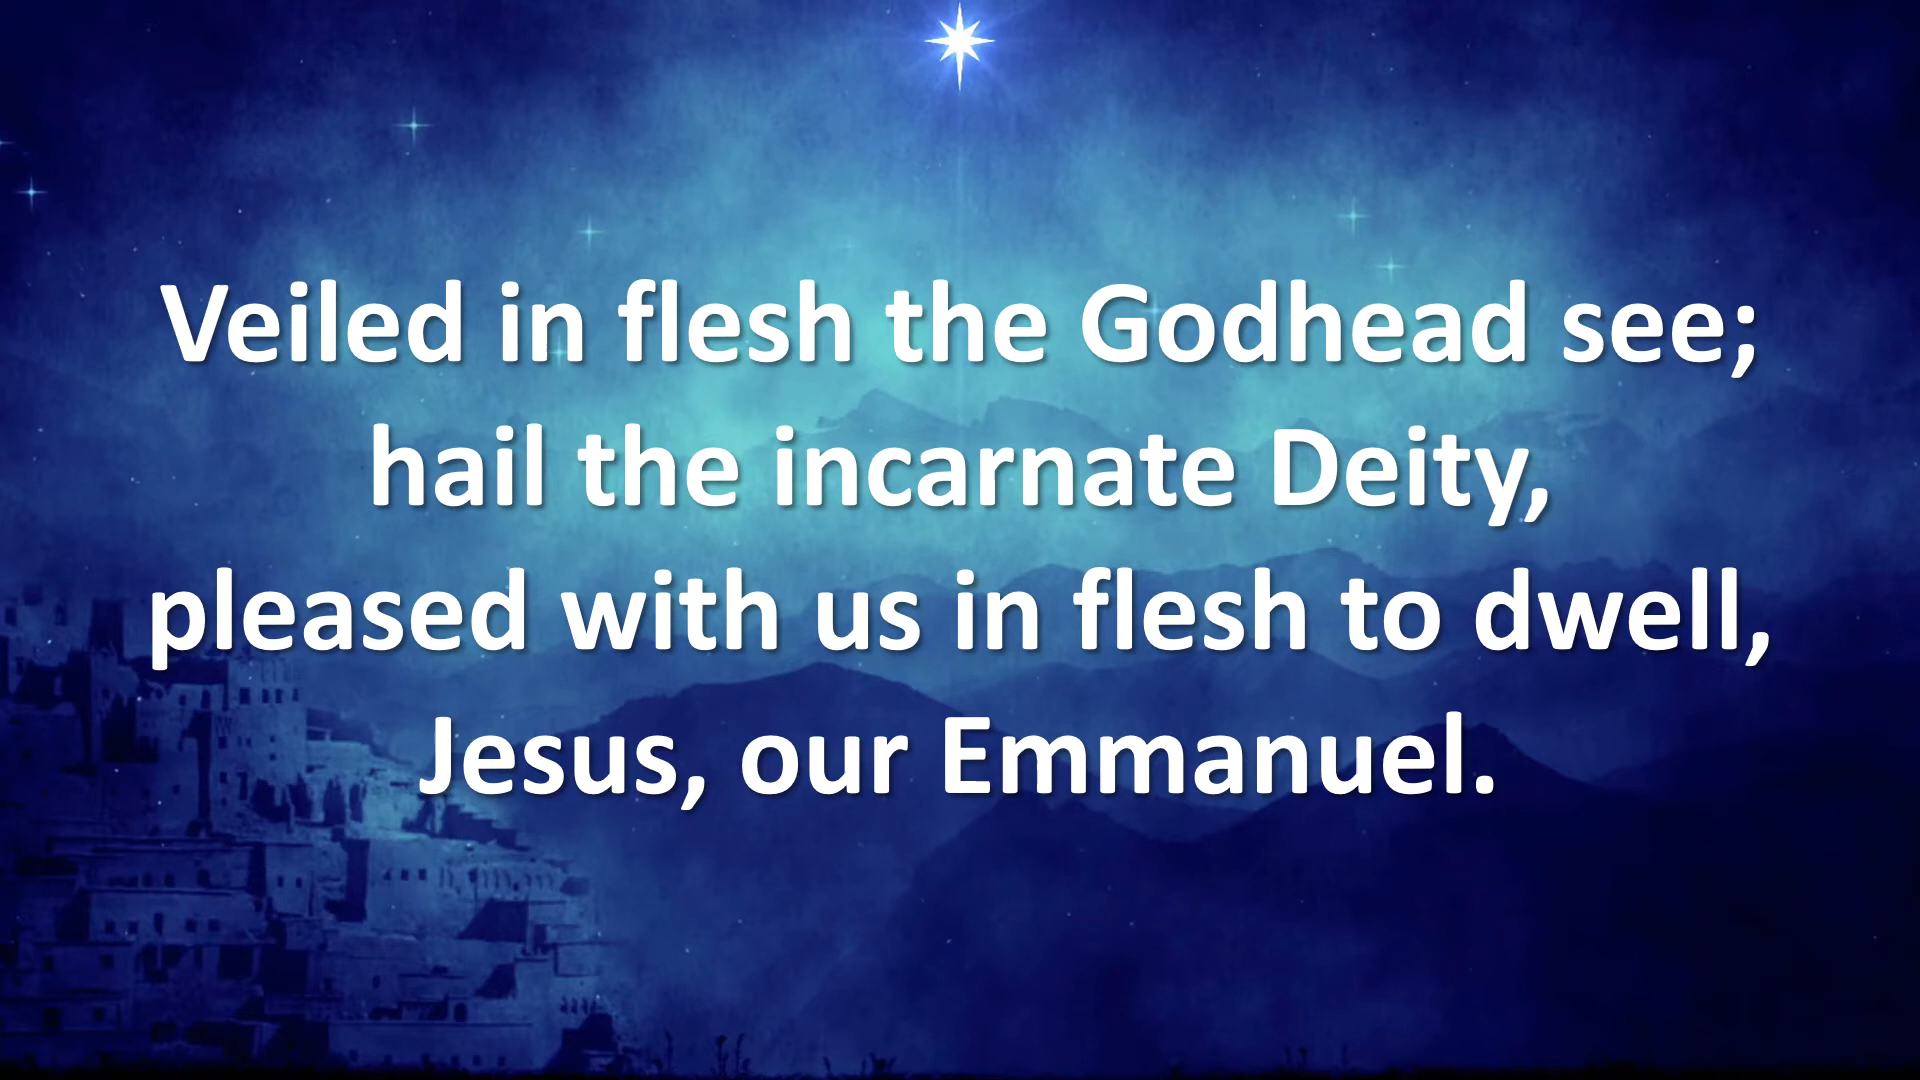 Veiled in flesh the Godhead see;
hail the incarnate Deity,
pleased with us in flesh to dwell,
Jesus, our Emmanuel.